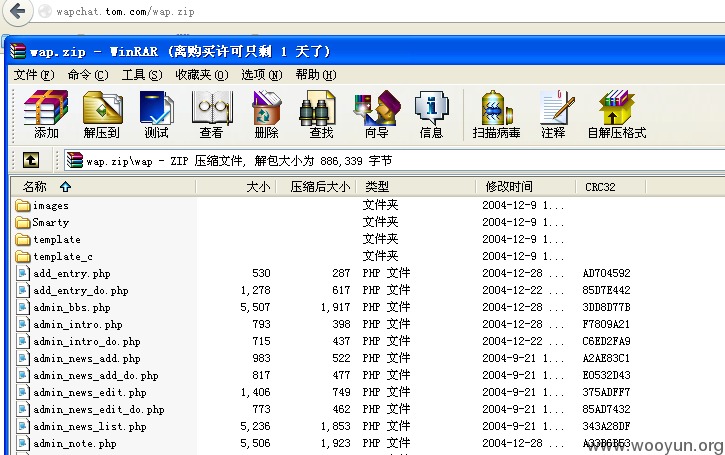 wapchat.tom.com/wap.zip
wap.zip - WinRAR (离购买许可只剩 1 天了)
文件(F) 命令(C) 工具(S) 收藏夹(O) 选项(N) 帮助(H)
添加 解压到 测试 查看 删除 查找 向导 信息 扫描病毒 注释 自解压格式
wap.zip\wap - ZIP 压缩文件, 解包大小为 886,339 字节
名称 大小 压缩后大小 类型 修改时间 CRC32
images 文件夹 2004-12-9 1...
Smarty 文件夹 2004-12-9 1...
template 文件夹 2004-12-9 1...
template_c 文件夹 2004-12-9 1...
add_entry.php 530 287 PHP 文件 2004-12-28 ... AD704592
add_entry_do.php 1,278 617 PHP 文件 2004-12-22 ... 85D7E442
admin_bbs.php 5,507 1,917 PHP 文件 2004-12-28 ... 3DD8D77B
admin_intro.php 793 398 PHP 文件 2004-12-28 ... F7809A21
admin_intro_do.php 715 437 PHP 文件 2004-12-22 ... C6ED2FA9
admin_news_add.php 983 522 PHP 文件 2004-9-21 1... A2AE83C1
admin_news_add_do.php 817 477 PHP 文件 2004-9-21 1... E0532D43
admin_news_edit.php 1,406 749 PHP 文件 2004-9-21 1... 375ADFF7
admin_news_edit_do.php 773 462 PHP 文件 2004-9-21 1... 85AD7432
admin_news_list.php 5,236 1,853 PHP 文件 2004-9-21 1... 343A28DF
admin_note.php 5,506 1,923 PHP 文件 2004-12-28 ...
www.wooyun.org